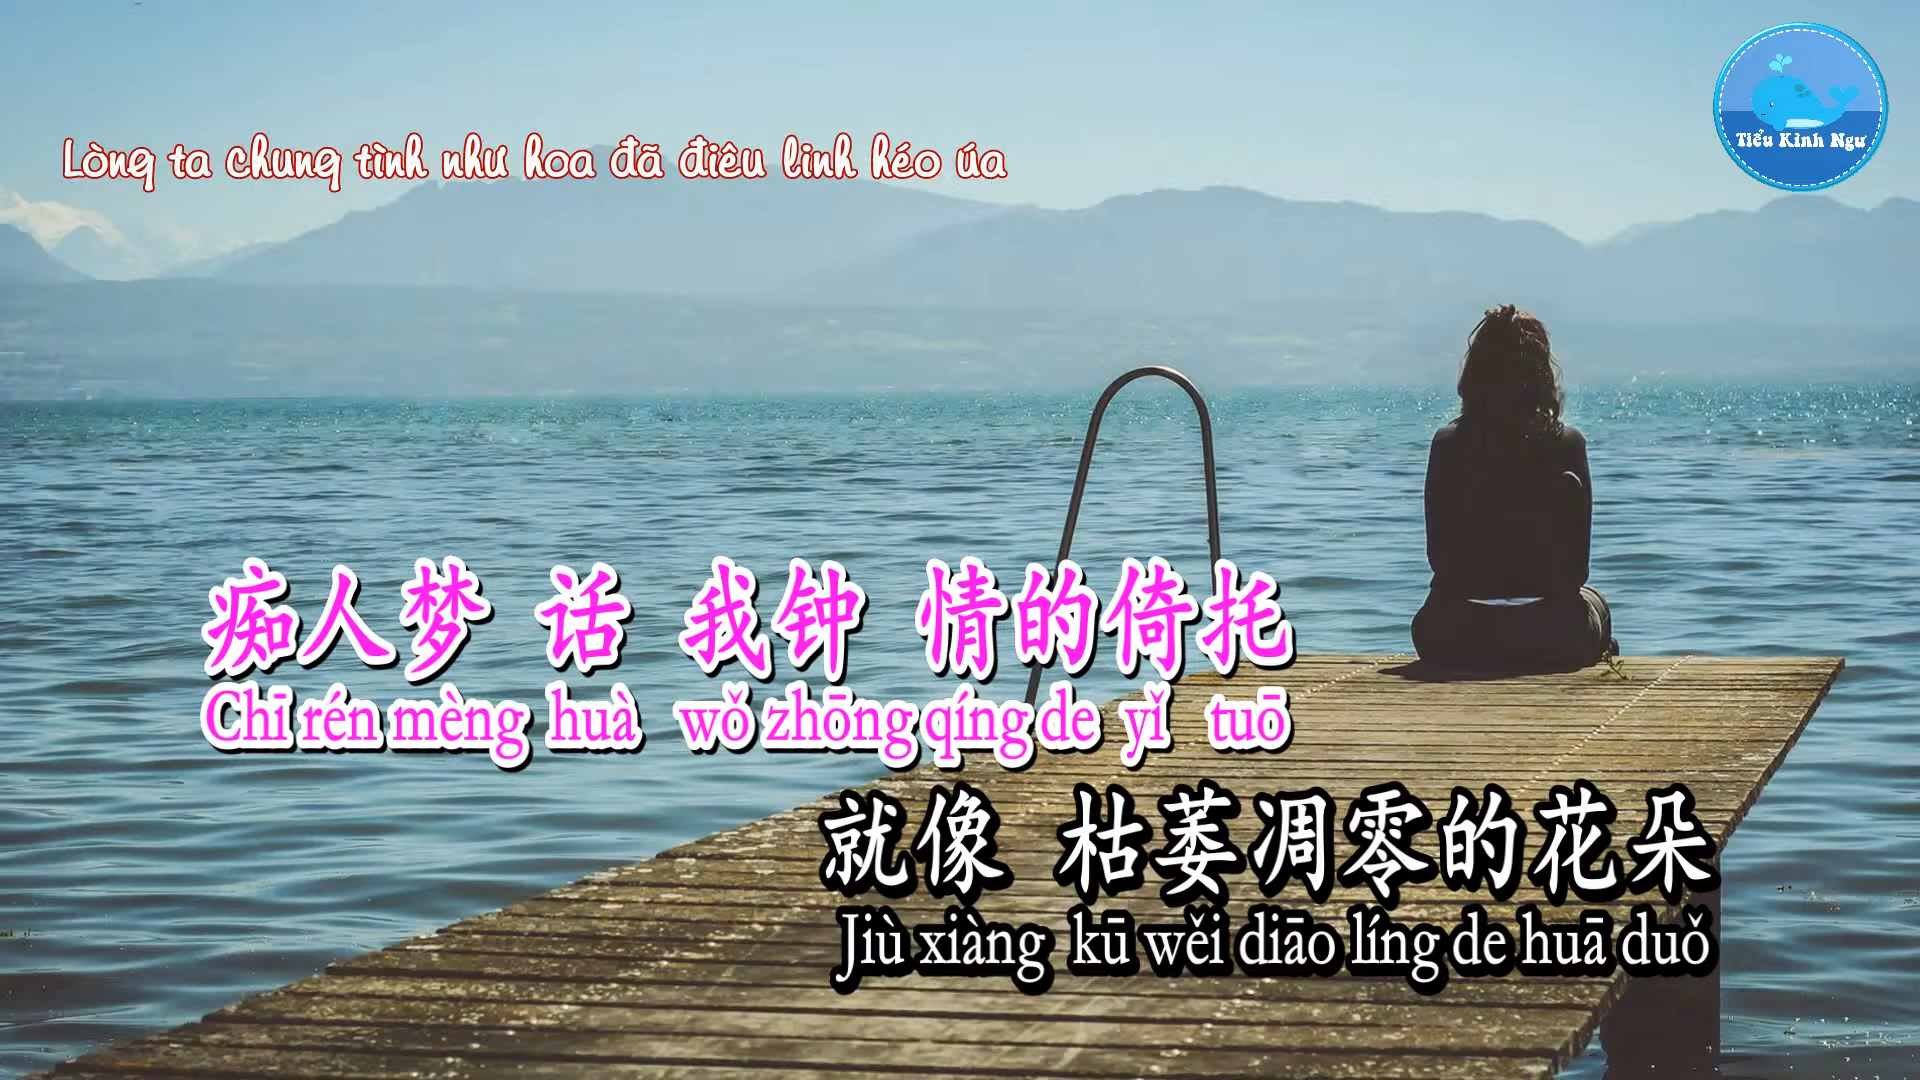 Tiểu Kình Ngư
Lòng ta chung tình như hoa đã điêu linh héo úa
痴人梦 话 我钟 情的倚托
Chī rén mèng huà wǒ zhōng qíng de yǐ tuō
就像 枯萎凋零的花朵
Jiù xiàng kū wěi diāo líng de huā duǒ